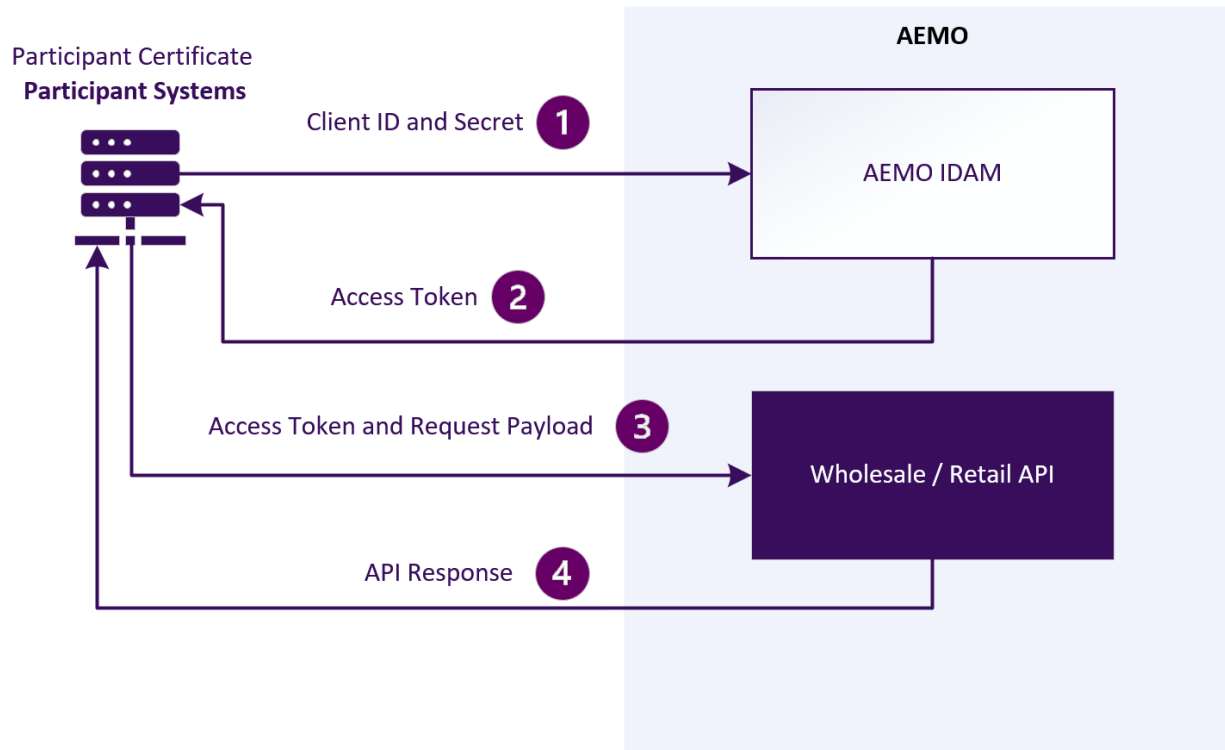 AEMO
Participant Certificate
Participant Systems
Client ID and Secret 1
AEMO IDAM
Access Token 2
Access Token and Request Payload 3
Wholesale / Retail API
API Response 4